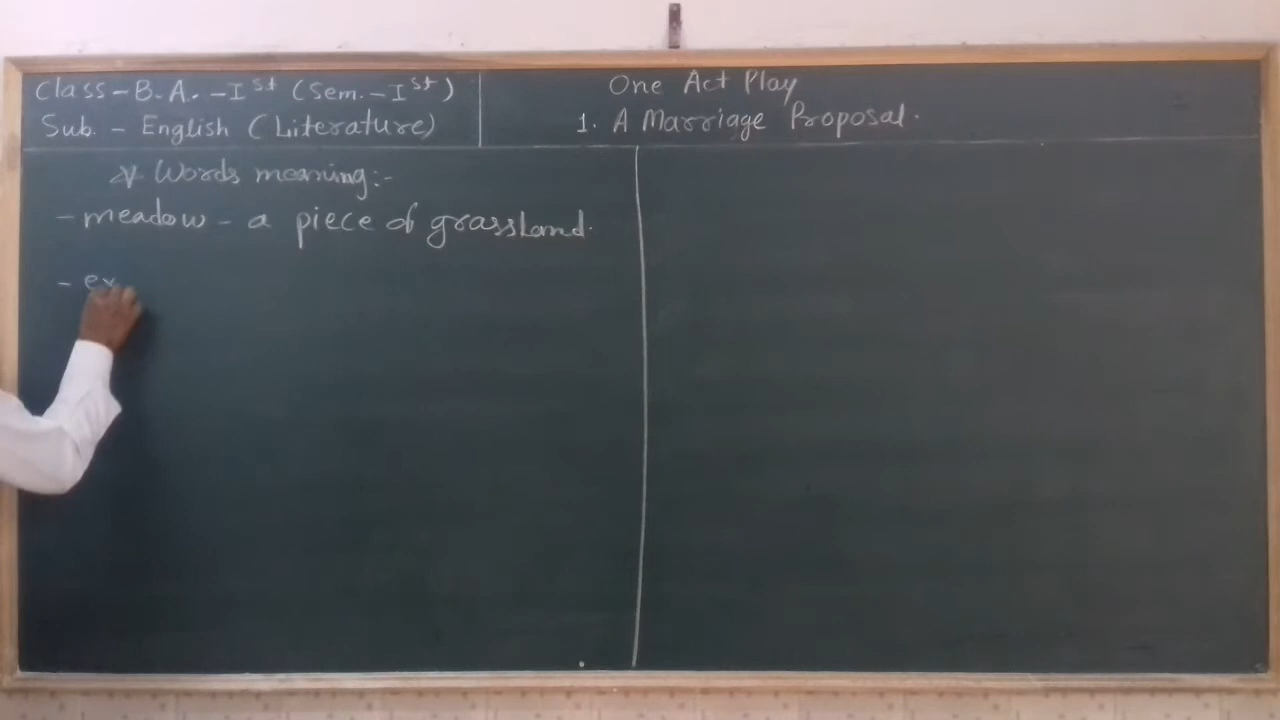 Class - B.A. - Ist (Sem. - Ist)
Sub. - English (Literature)
One Act Play
1. A Marriage Proposal.
* Words meaning:-
- meadow - a piece of grassland.
- ex